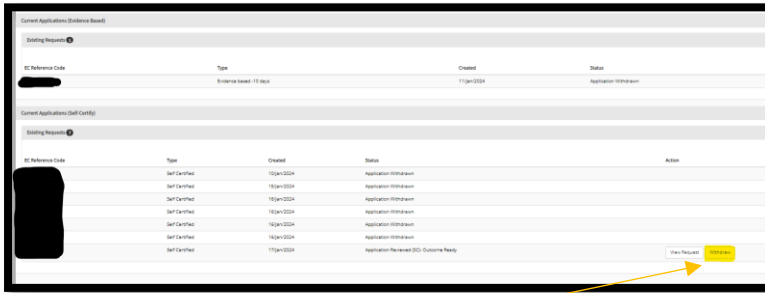 Current Applications (Evidence Based)
Existing Requests 1
EC Reference Code Type Created Status
Evidence based -10 days 11/Jan/2024 Application Withdrawn
Current Applications (Self Certify)
Existing Requests 7
EC Reference Code Type Created Status Action
Self Certified 10/Jan/2024 Application Withdrawn
Self Certified 15/Jan/2024 Application Withdrawn
Self Certified 16/Jan/2024 Application Withdrawn
Self Certified 16/Jan/2024 Application Withdrawn
Self Certified 16/Jan/2024 Application Withdrawn
Self Certified 16/Jan/2024 Application Withdrawn
Self Certified 17/Jan/2024 Application Reviewed (SC): Outcome Ready View Request Withdraw